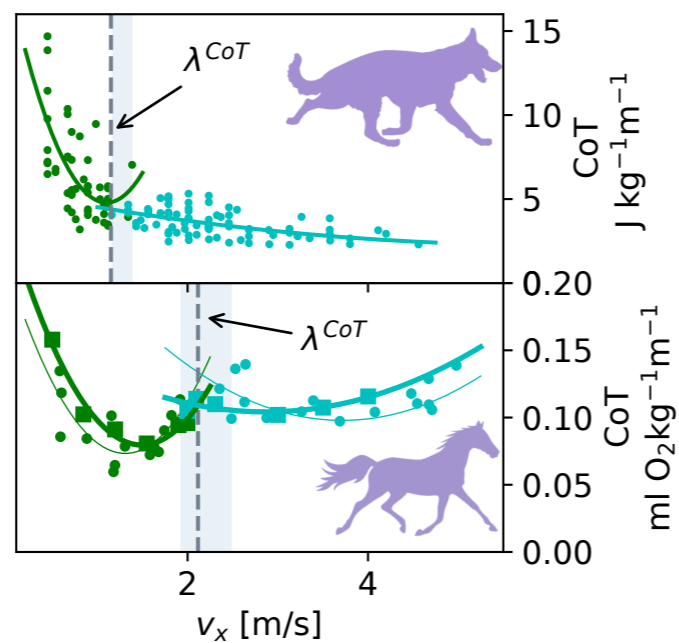 15
10
5
0
CoT
J kg⁻¹m⁻¹
λ^CoT
0.20
0.15
0.10
0.05
0.00
CoT
ml O₂kg⁻¹m⁻¹
λ^CoT
2 4
v_x [m/s]